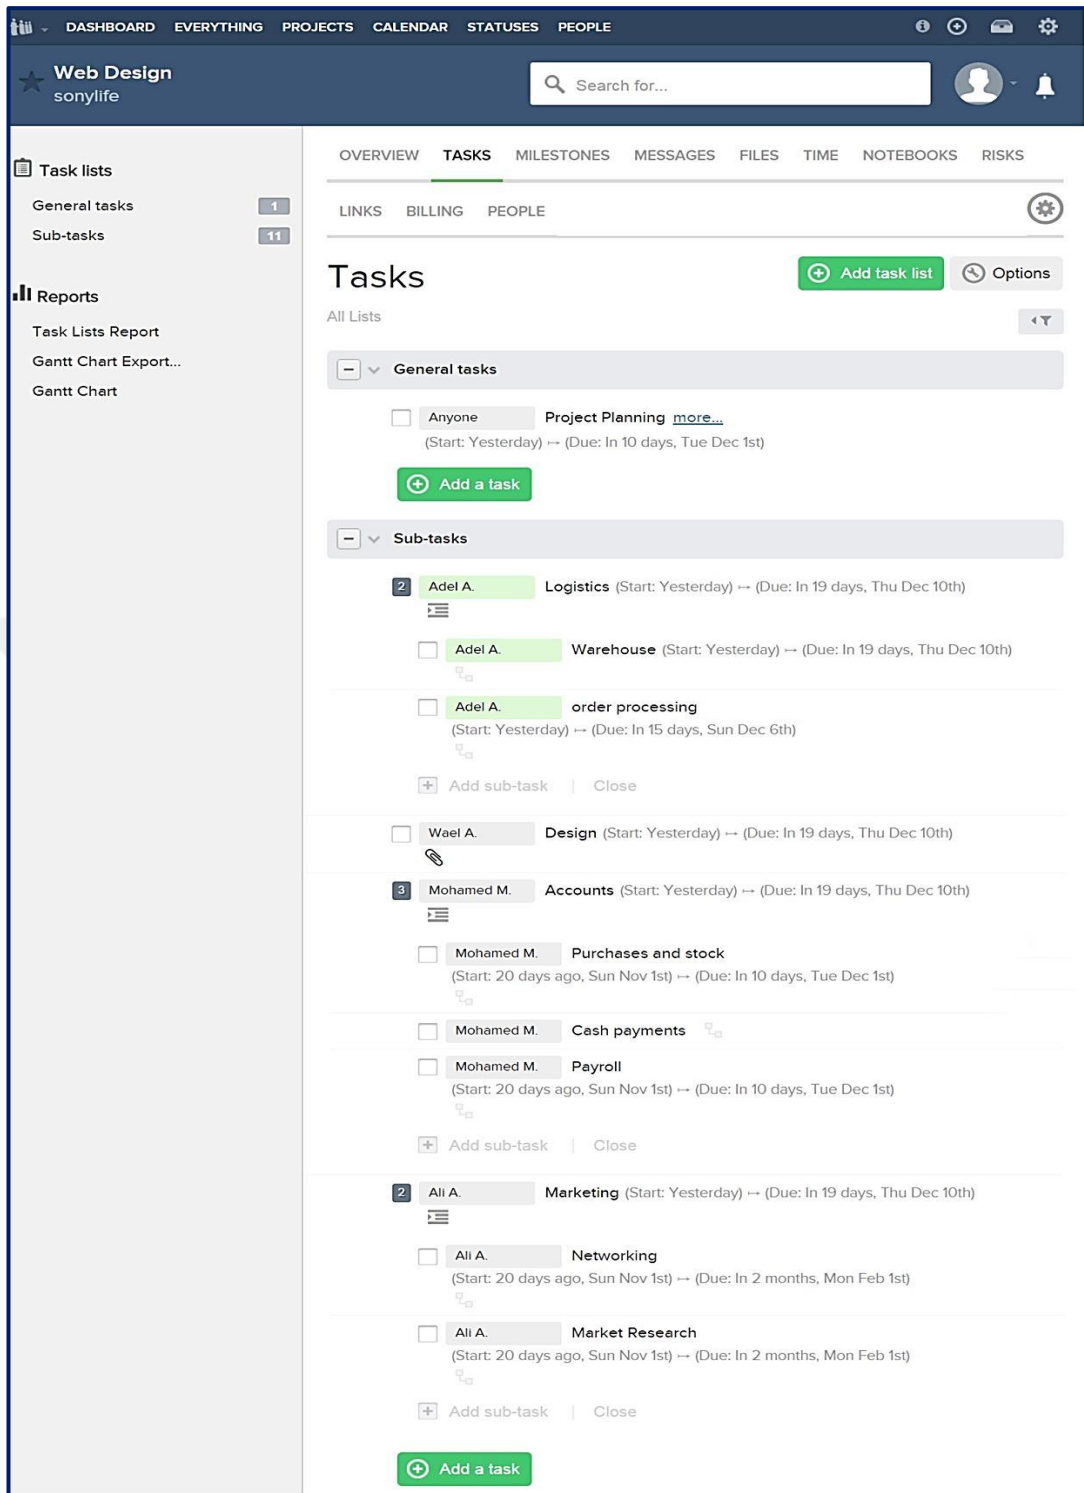 DASHBOARD EVERYTHING PROJECTS CALENDAR STATUSES PEOPLE
Web Design
sonylife
Search for...
Task lists
General tasks 1
Sub-tasks 11
Reports
Task Lists Report
Gantt Chart Export...
Gantt Chart
OVERVIEW TASKS MILESTONES MESSAGES FILES TIME NOTEBOOKS RISKS
LINKS BILLING PEOPLE
Tasks
Add task list Options
All Lists
General tasks
Anyone Project Planning more...
(Start: Yesterday) ↔ (Due: In 10 days, Tue Dec 1st)
Add a task
Sub-tasks
2 Adel A. Logistics (Start: Yesterday) ↔ (Due: In 19 days, Thu Dec 10th)
Adel A. Warehouse (Start: Yesterday) ↔ (Due: In 19 days, Thu Dec 10th)
Adel A. order processing
(Start: Yesterday) ↔ (Due: In 15 days, Sun Dec 6th)
Add sub-task | Close
Wael A. Design (Start: Yesterday) ↔ (Due: In 19 days, Thu Dec 10th)
3 Mohamed M. Accounts (Start: Yesterday) ↔ (Due: In 19 days, Thu Dec 10th)
Mohamed M. Purchases and stock
(Start: 20 days ago, Sun Nov 1st) ↔ (Due: In 10 days, Tue Dec 1st)
Mohamed M. Cash payments
Mohamed M. Payroll
(Start: 20 days ago, Sun Nov 1st) ↔ (Due: In 10 days, Tue Dec 1st)
Add sub-task | Close
2 Ali A. Marketing (Start: Yesterday) ↔ (Due: In 19 days, Thu Dec 10th)
Ali A. Networking
(Start: 20 days ago, Sun Nov 1st) ↔ (Due: In 2 months, Mon Feb 1st)
Ali A. Market Research
(Start: 20 days ago, Sun Nov 1st) ↔ (Due: In 2 months, Mon Feb 1st)
Add sub-task | Close
Add a task